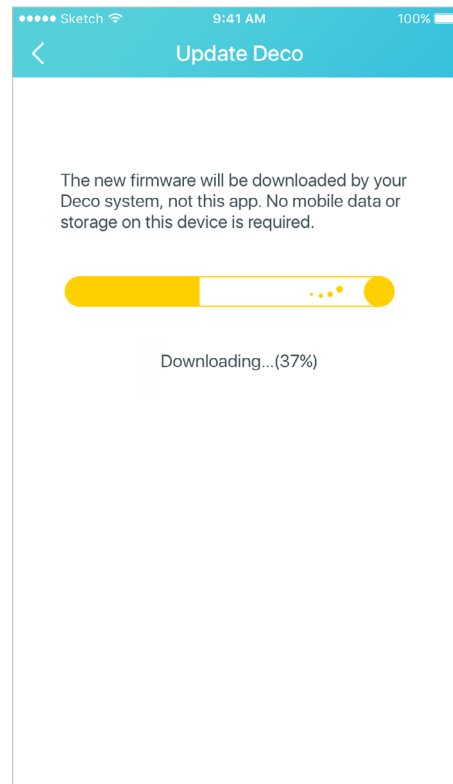 Sketch 9:41 AM 100%
Update Deco
The new firmware will be downloaded by your
Deco system, not this app. No mobile data or
storage on this device is required.
Downloading...(37%)